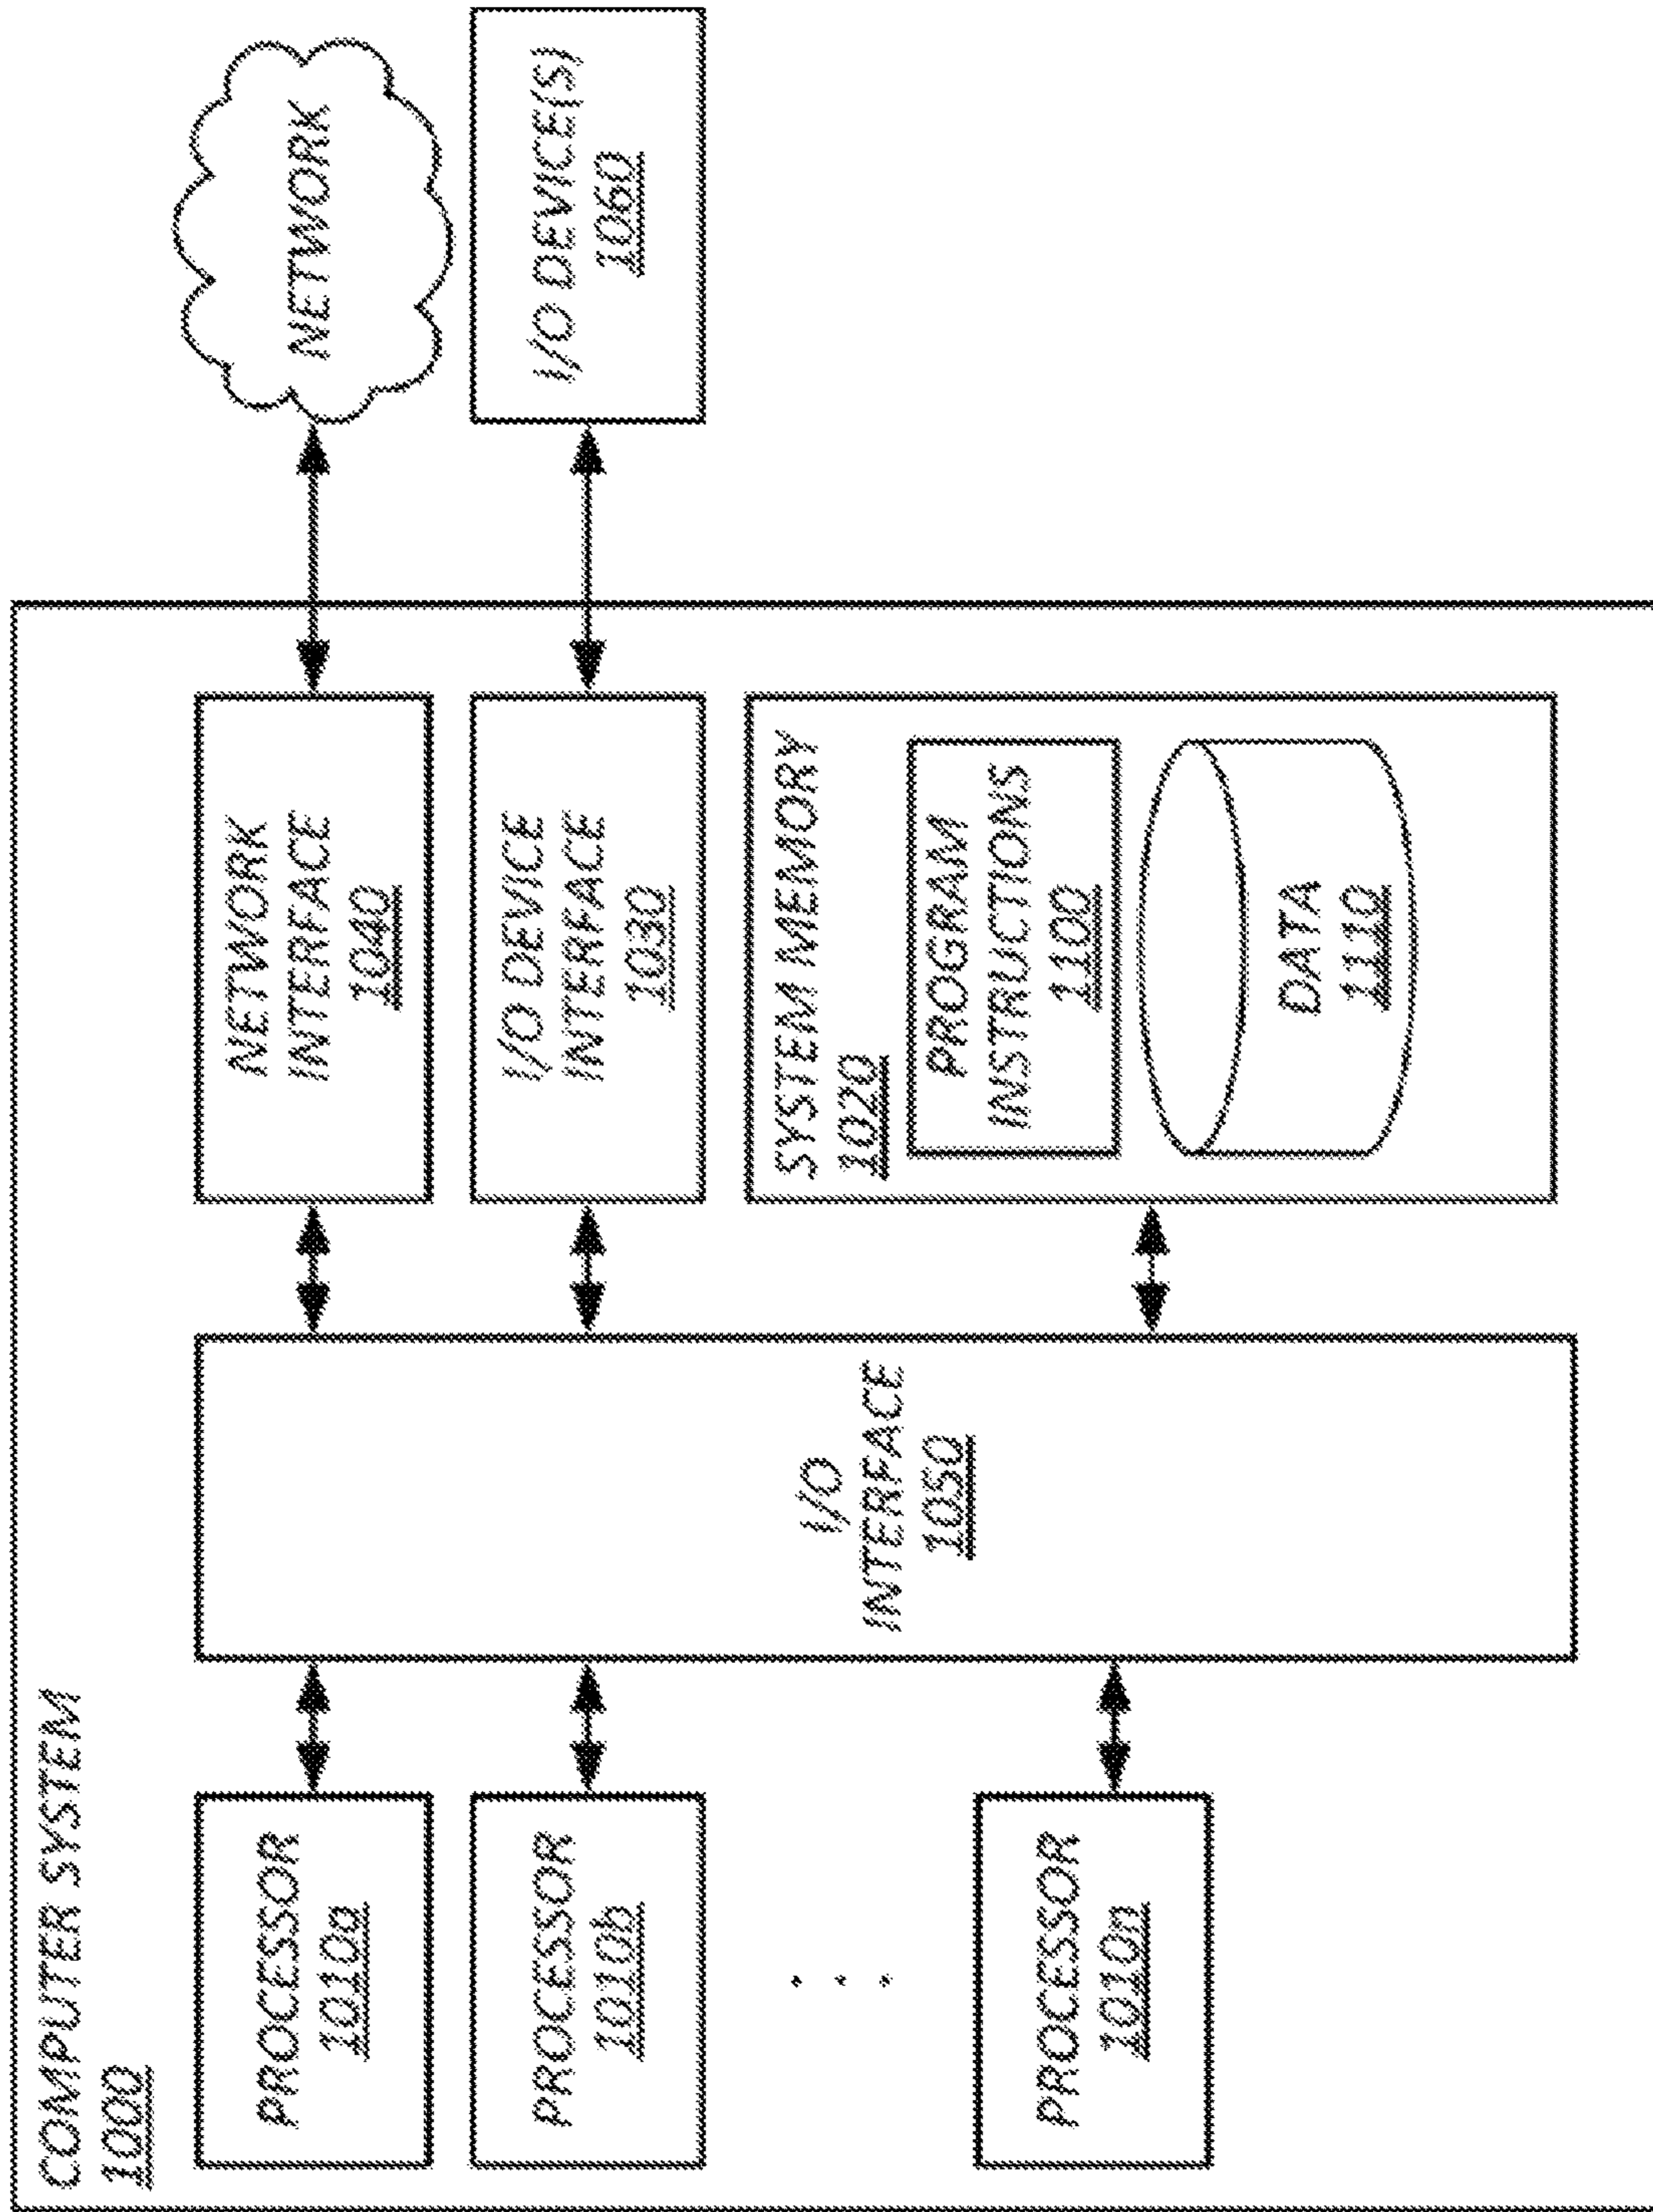 COMPUTER SYSTEM
1000
PROCESSOR
1010a
PROCESSOR
1010b
. . .
PROCESSOR
1010n
I/O
INTERFACE
1050
NETWORK
INTERFACE
1040
I/O DEVICE
INTERFACE
1030
SYSTEM MEMORY
1020
PROGRAM
INSTRUCTIONS
1100
DATA
1110
NETWORK
I/O DEVICE(S)
1060